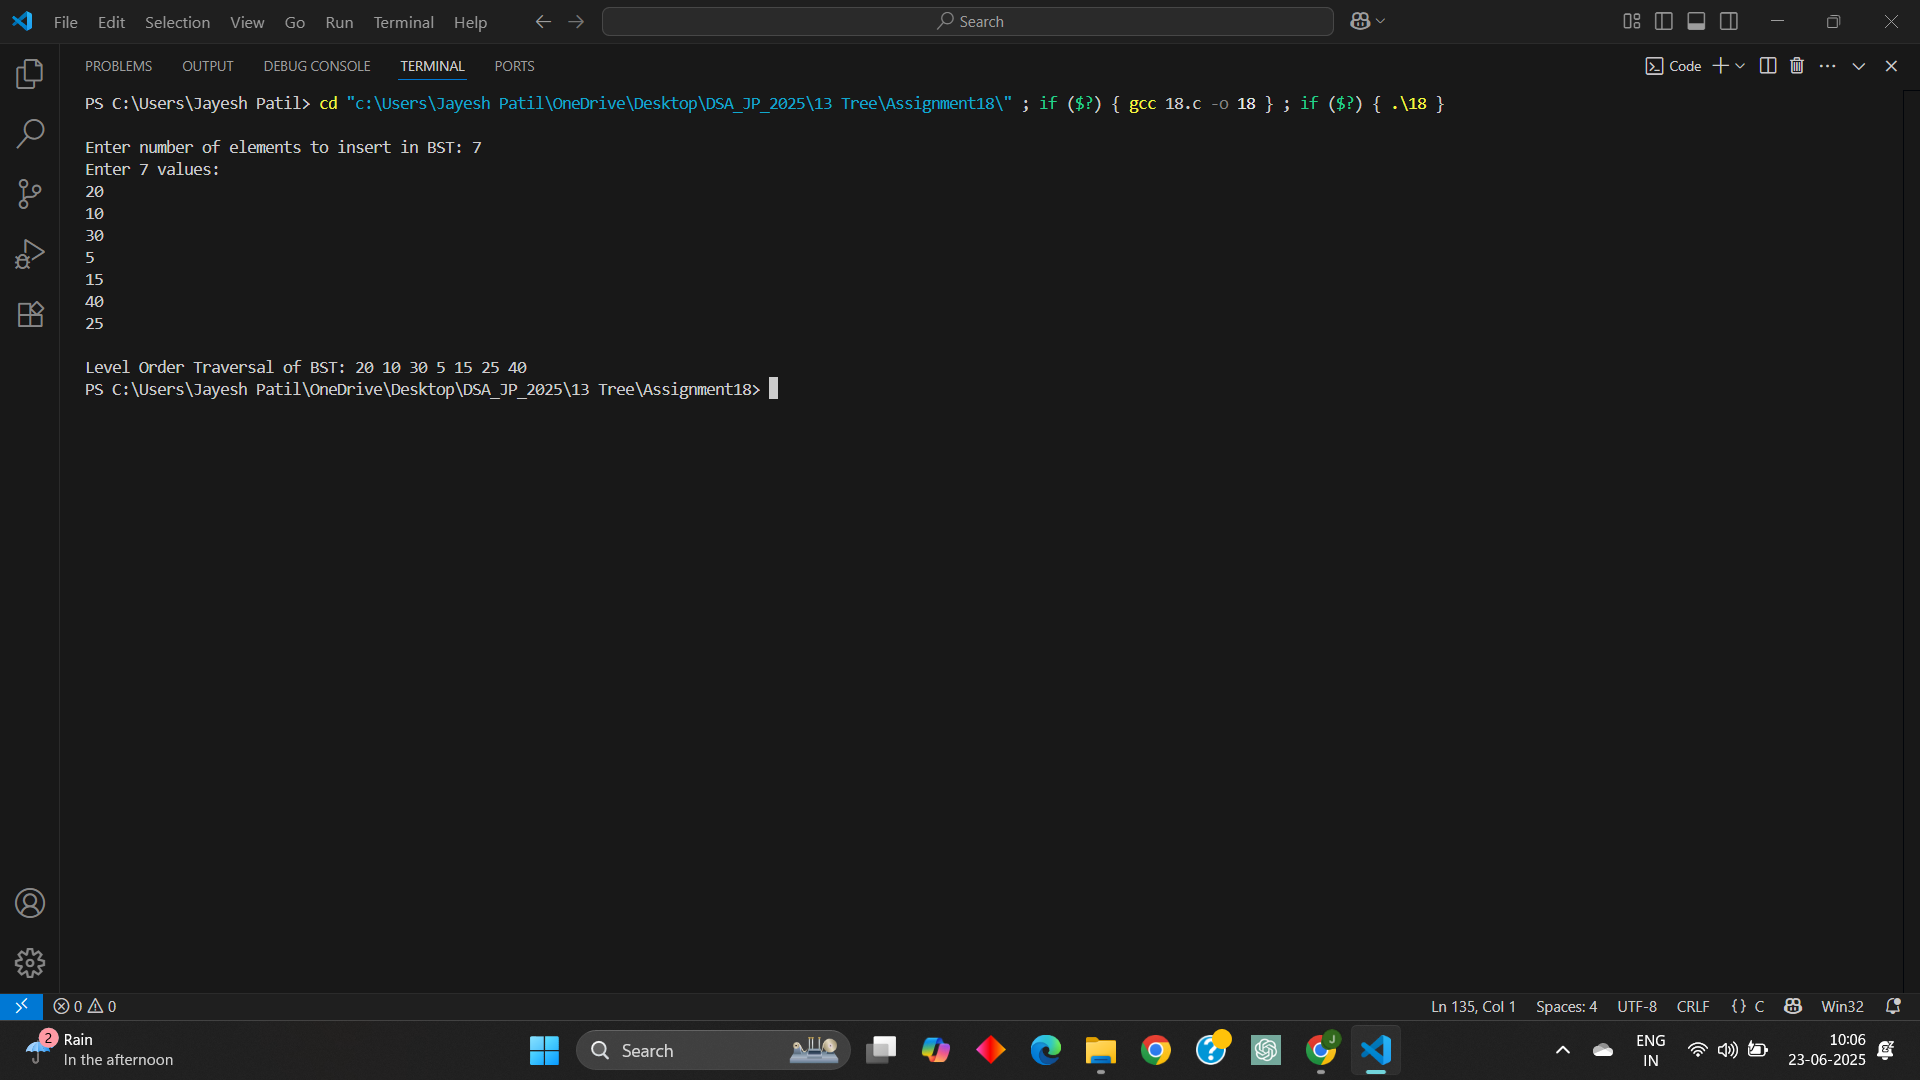 File Edit Selection View Go Run Terminal Help Search
PROBLEMS OUTPUT DEBUG CONSOLE TERMINAL PORTS Code
PS C:\Users\Jayesh Patil> cd "c:\Users\Jayesh Patil\OneDrive\Desktop\DSA_JP_2025\13 Tree\Assignment18\" ; if ($?) { gcc 18.c -o 18 } ; if ($?) { .\18 }
Enter number of elements to insert in BST: 7
Enter 7 values:
20
10
30
5
15
40
25
Level Order Traversal of BST: 20 10 30 5 15 25 40
PS C:\Users\Jayesh Patil\OneDrive\Desktop\DSA_JP_2025\13 Tree\Assignment18>
0 0 Ln 135, Col 1 Spaces: 4 UTF-8 CRLF {} C Win32
2 Rain
In the afternoon
Search
J
ENG
IN
10:06
23-06-2025